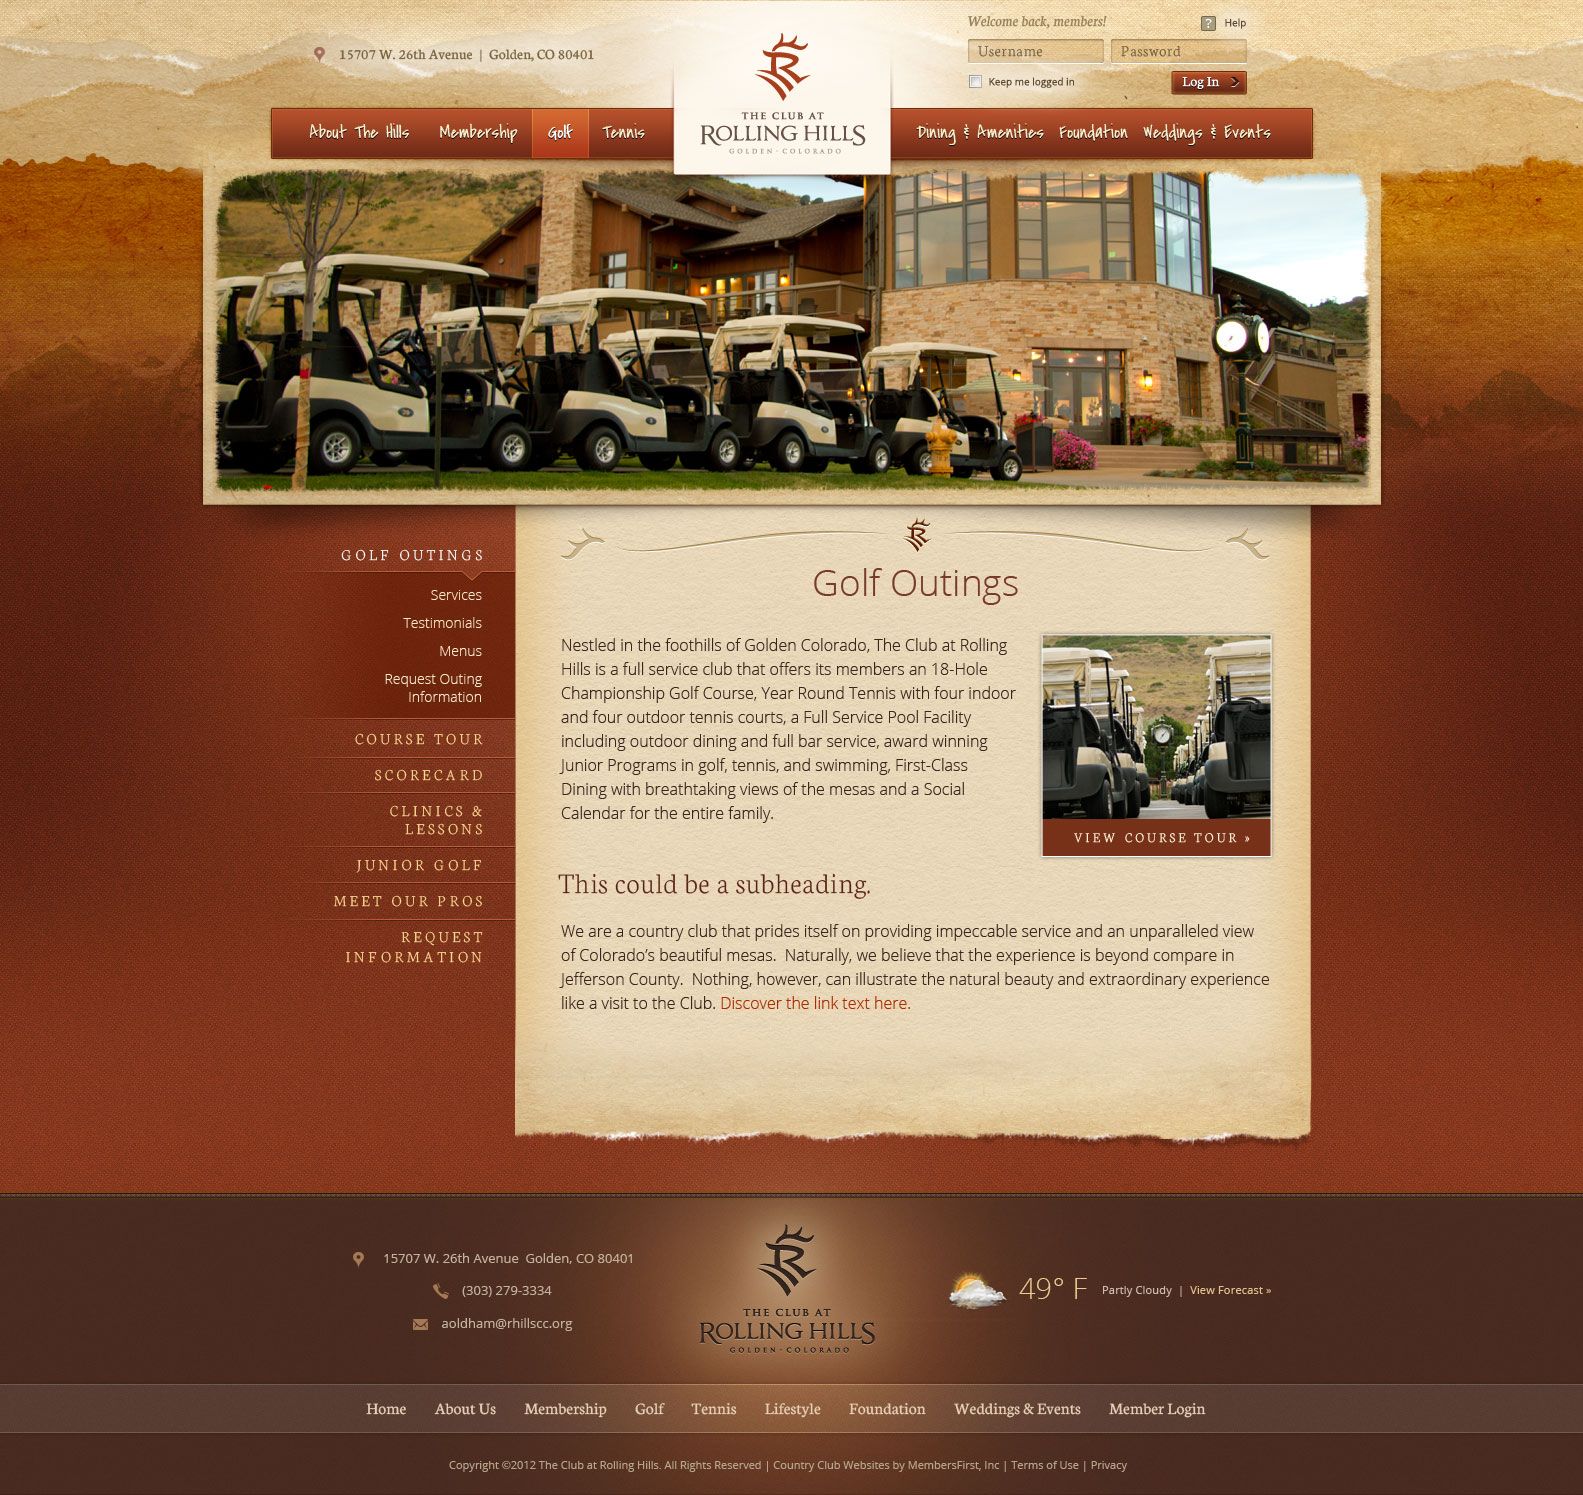 15707 W. 26th Avenue | Golden, CO 80401
Welcome back, members!
? Help
Username
Password
Keep me logged in
Log In
About The Hills
Membership
Golf
Tennis
THE CLUB AT
ROLLING HILLS
GOLDEN · COLORADO
Dining & Amenities
Foundation
Weddings & Events
GOLF OUTINGS
Services
Testimonials
Menus
Request Outing
Information
COURSE TOUR
SCORECARD
CLINICS &
LESSONS
JUNIOR GOLF
MEET OUR PROS
REQUEST
INFORMATION
Golf Outings
Nestled in the foothills of Golden Colorado, The Club at Rolling
Hills is a full service club that offers its members an 18-Hole
Championship Golf Course, Year Round Tennis with four indoor
and four outdoor tennis courts, a Full Service Pool Facility
including outdoor dining and full bar service, award winning
Junior Programs in golf, tennis, and swimming, First-Class
Dining with breathtaking views of the mesas and a Social
Calendar for the entire family.
VIEW COURSE TOUR »
This could be a subheading.
We are a country club that prides itself on providing impeccable service and an unparalleled view
of Colorado's beautiful mesas. Naturally, we believe that the experience is beyond compare in
Jefferson County. Nothing, however, can illustrate the natural beauty and extraordinary experience
like a visit to the Club. Discover the link text here.
15707 W. 26th Avenue Golden, CO 80401
(303) 279-3334
aoldham@rhillscc.org
THE CLUB AT
ROLLING HILLS
GOLDEN · COLORADO
49° F Partly Cloudy | View Forecast »
Home About Us Membership Golf Tennis Lifestyle Foundation Weddings & Events Member Login
Copyright ©2012 The Club at Rolling Hills. All Rights Reserved | Country Club Websites by MembersFirst, Inc | Terms of Use | Privacy